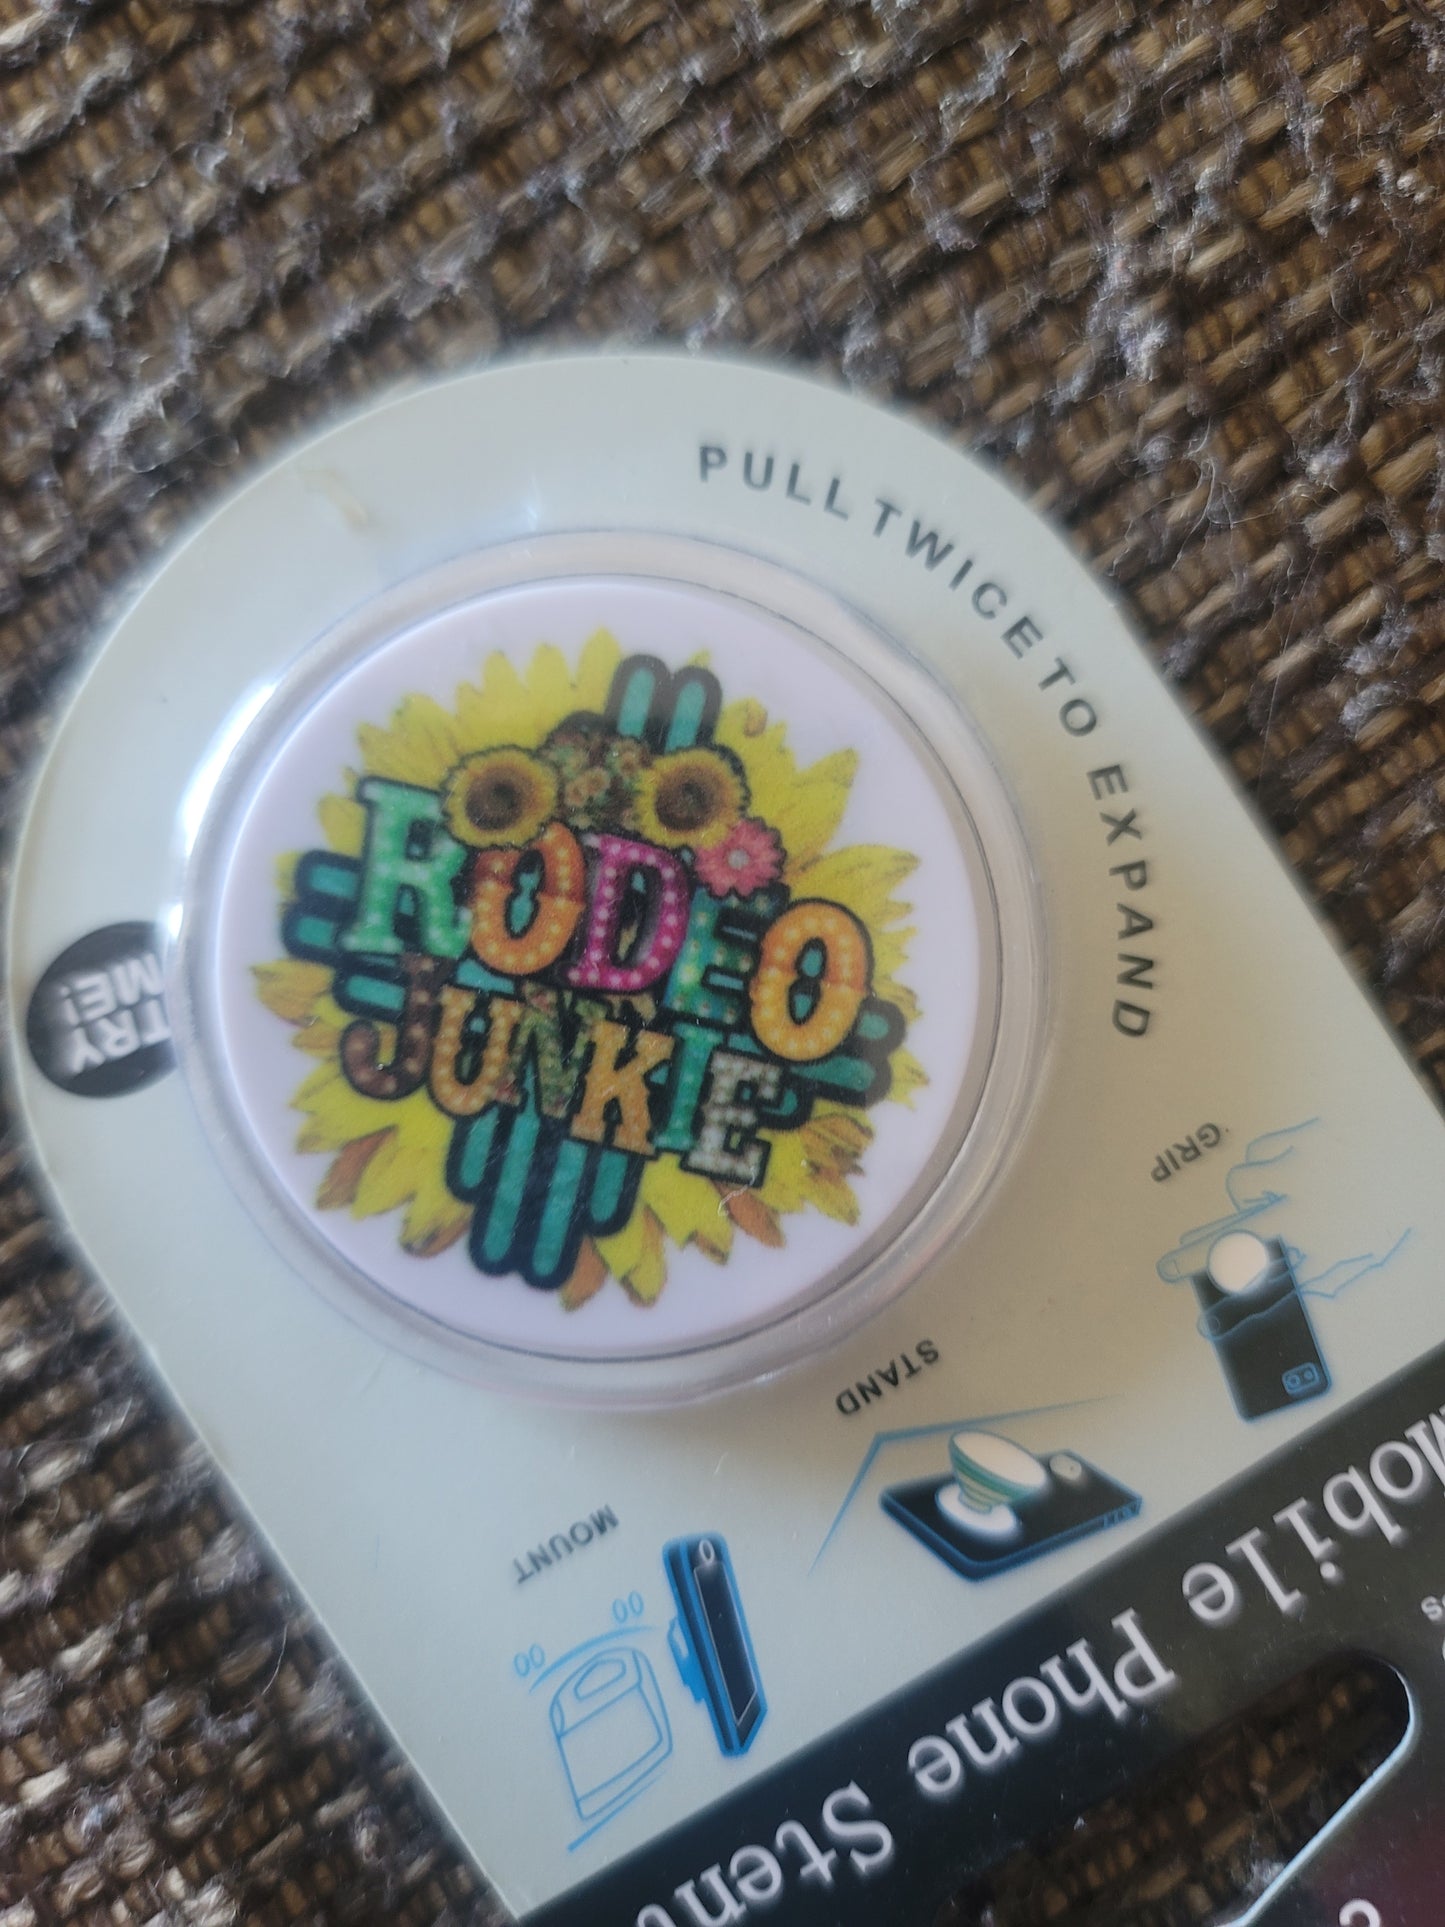 PULL TWICE TO EXPAND
RODEO
JUNKIE
TRY
ME!
GRIP
STAND
MOUNT
Mobile Phone Stent